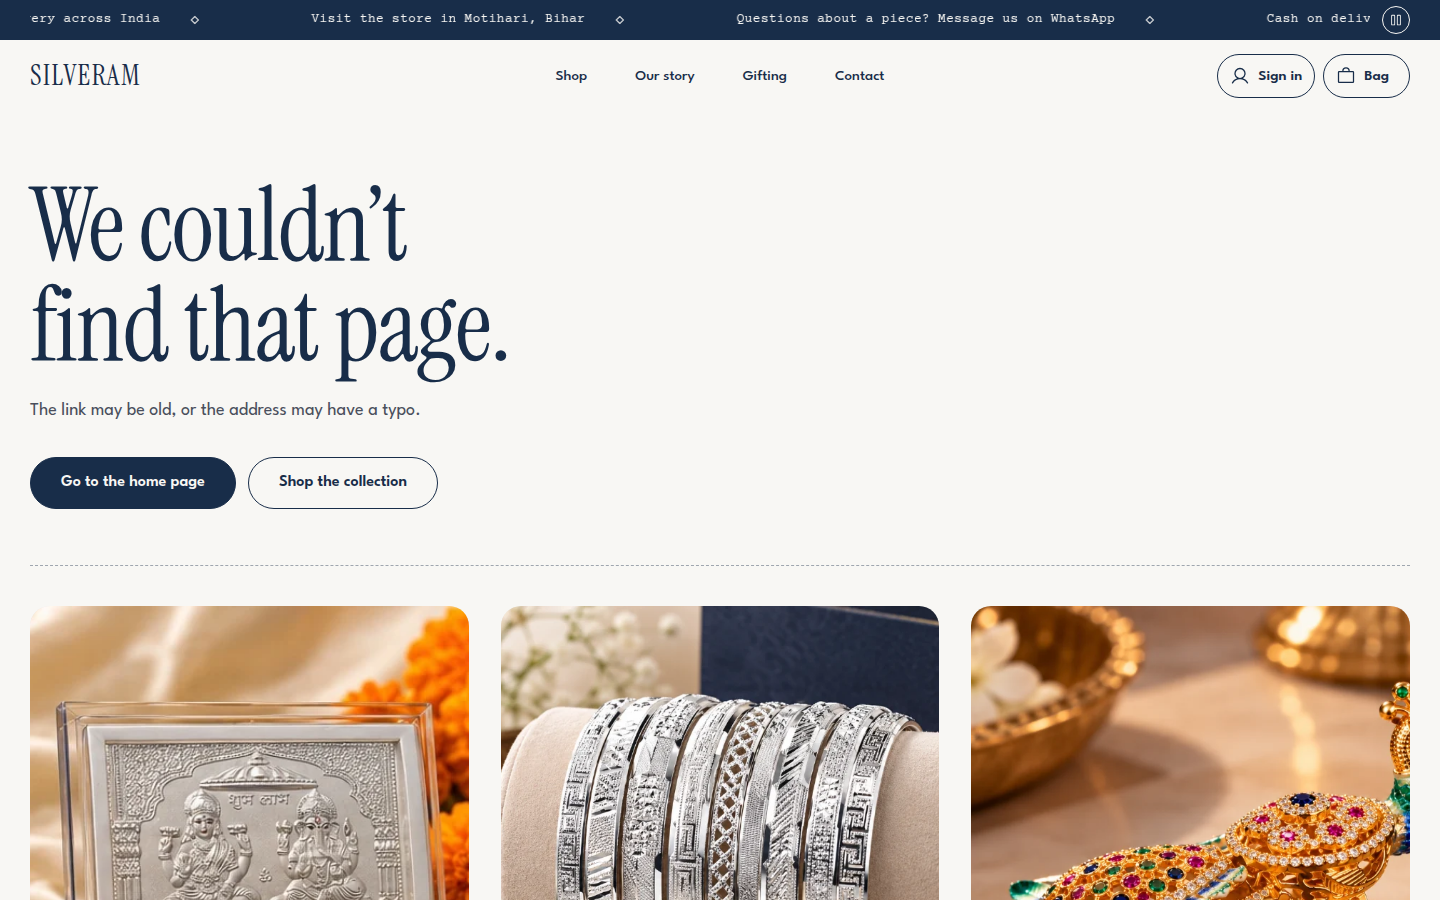 ery across India ◇ Visit the store in Motihari, Bihar ◇ Questions about a piece? Message us on WhatsApp ◇ Cash on deliv
SILVERAM
Shop
Our story
Gifting
Contact
Sign in
Bag
We couldn’t
find that page.
The link may be old, or the address may have a typo.
Go to the home page
Shop the collection
शुभ लाभ